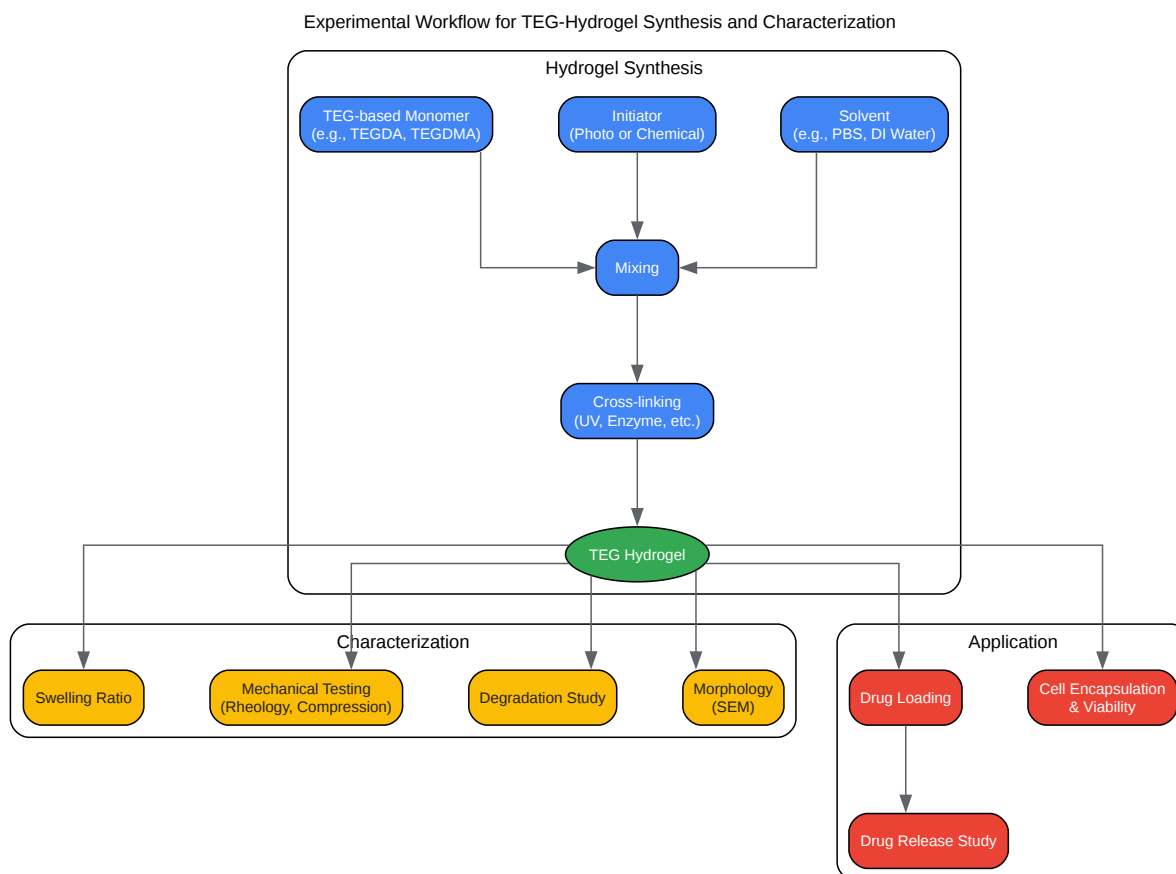 Experimental Workflow for TEG-Hydrogel Synthesis and Characterization
Hydrogel Synthesis
TEG-based Monomer
(e.g., TEGDA, TEGDMA)
Initiator
(Photo or Chemical)
Solvent
(e.g., PBS, DI Water)
Mixing
Cross-linking
(UV, Enzyme, etc.)
TEG Hydrogel
Characterization
Swelling Ratio
Mechanical Testing
(Rheology, Compression)
Degradation Study
Morphology
(SEM)
Application
Drug Loading
Cell Encapsulation
& Viability
Drug Release Study